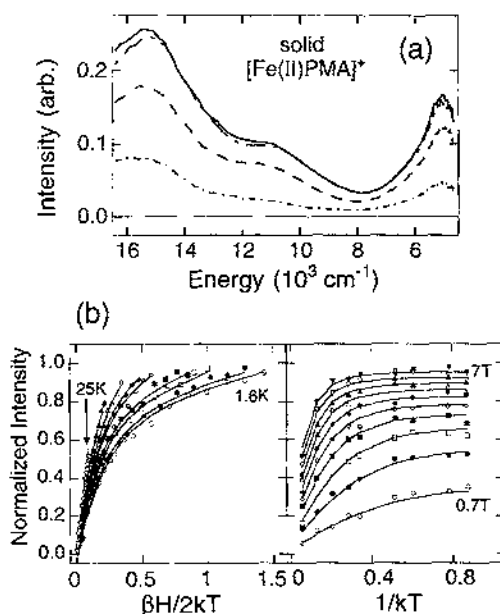 solid
[Fe(II)PMA]⁺
(a)
Intensity (arb.)
0.2
0.1
0.0
16 14 12 10 8 6
Energy (10³ cm⁻¹)
(b)
Normalized Intensity
1.0
0.8
0.6
0.4
0.2
0.0
25K
1.6K
7T
0.7T
0 0.5 1.0 1.5
0 0.4 0.8
βH/2kT
1/kT